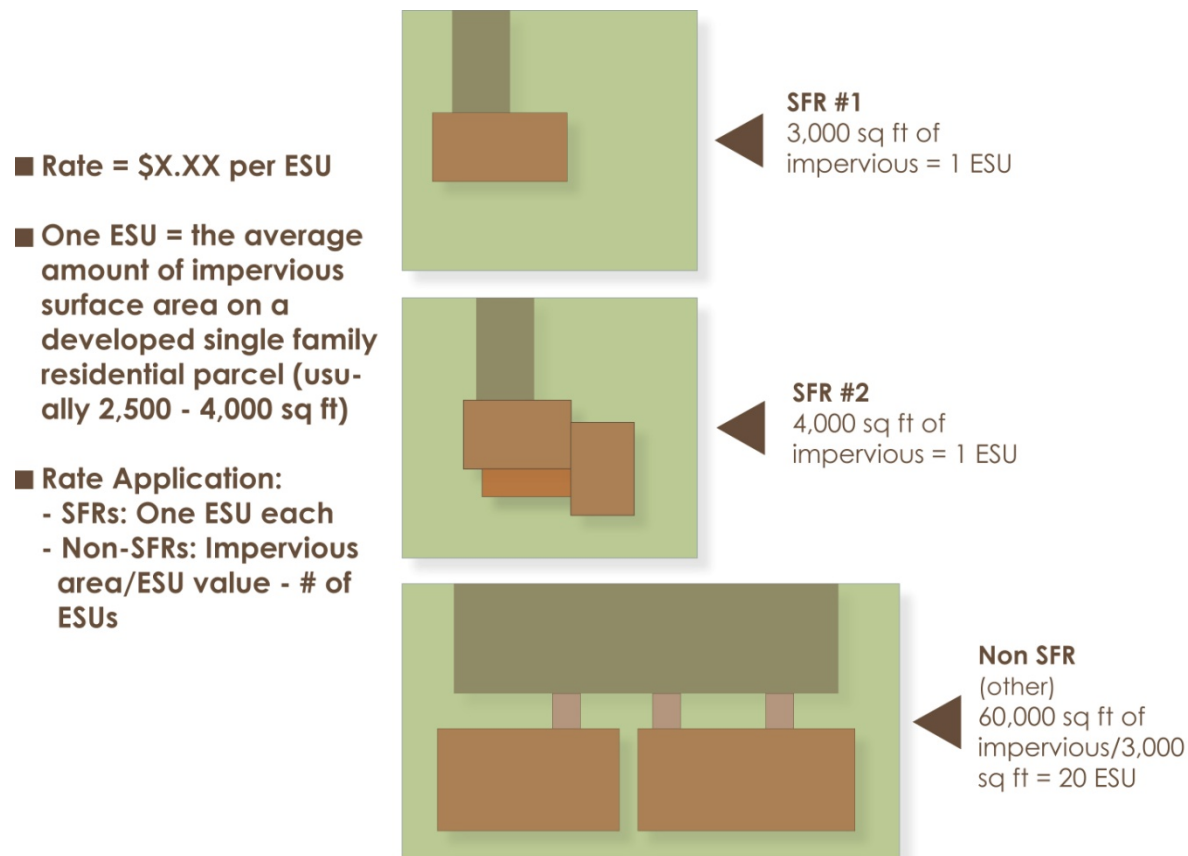 ■ Rate = $X.XX per ESU
■ One ESU = the average
amount of impervious
surface area on a
developed single family
residential parcel (usu-
ally 2,500 - 4,000 sq ft)
■ Rate Application:
- SFRs: One ESU each
- Non-SFRs: Impervious
area/ESU value - # of
ESUs
SFR #1
3,000 sq ft of
impervious = 1 ESU
SFR #2
4,000 sq ft of
impervious = 1 ESU
Non SFR
(other)
60,000 sq ft of
impervious/3,000
sq ft = 20 ESU